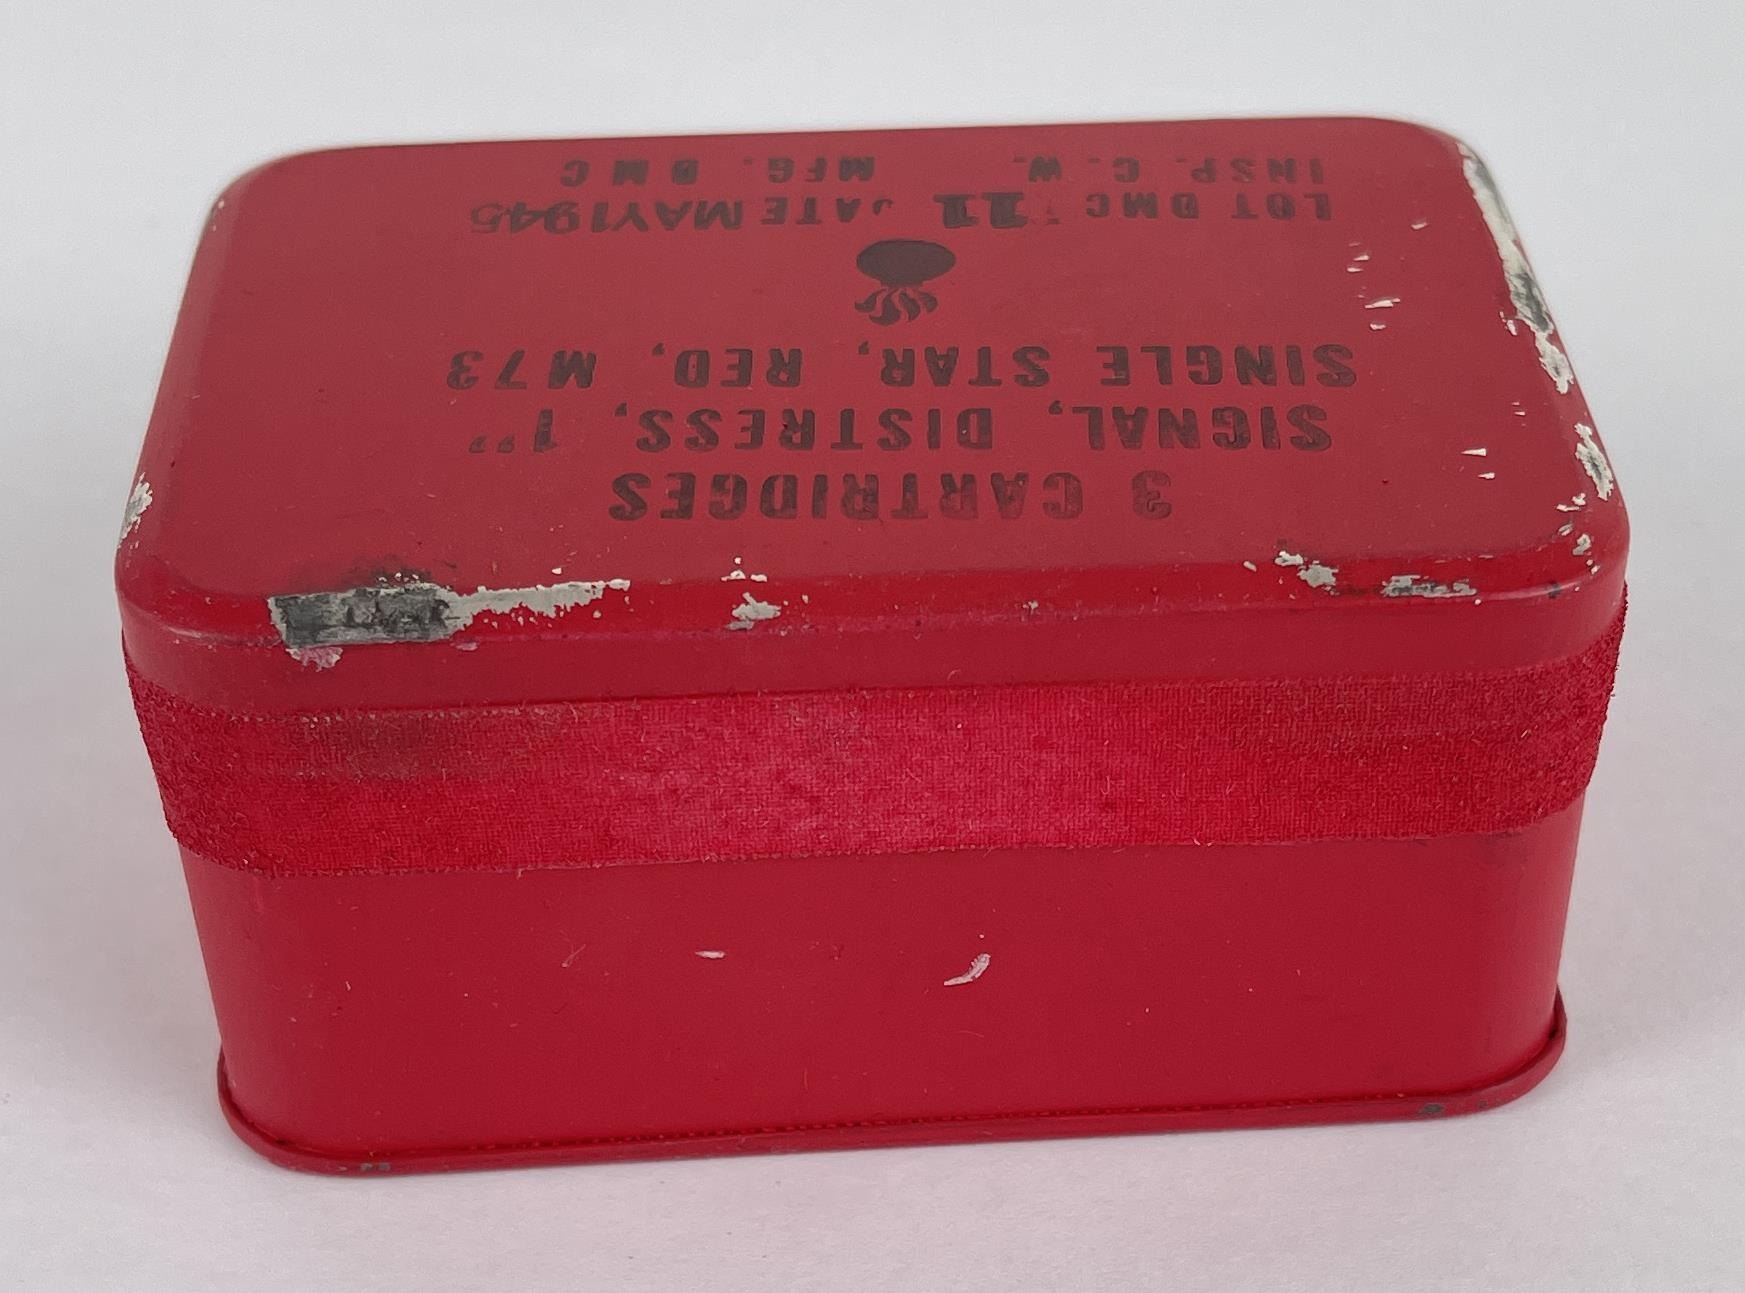 3 CARTRIDGES
SIGNAL, DISTRESS, 1"
SINGLE STAR, RED, M73
LOT DMC 11 DATE MAY1945
INSP. C. W. MFG. DMC